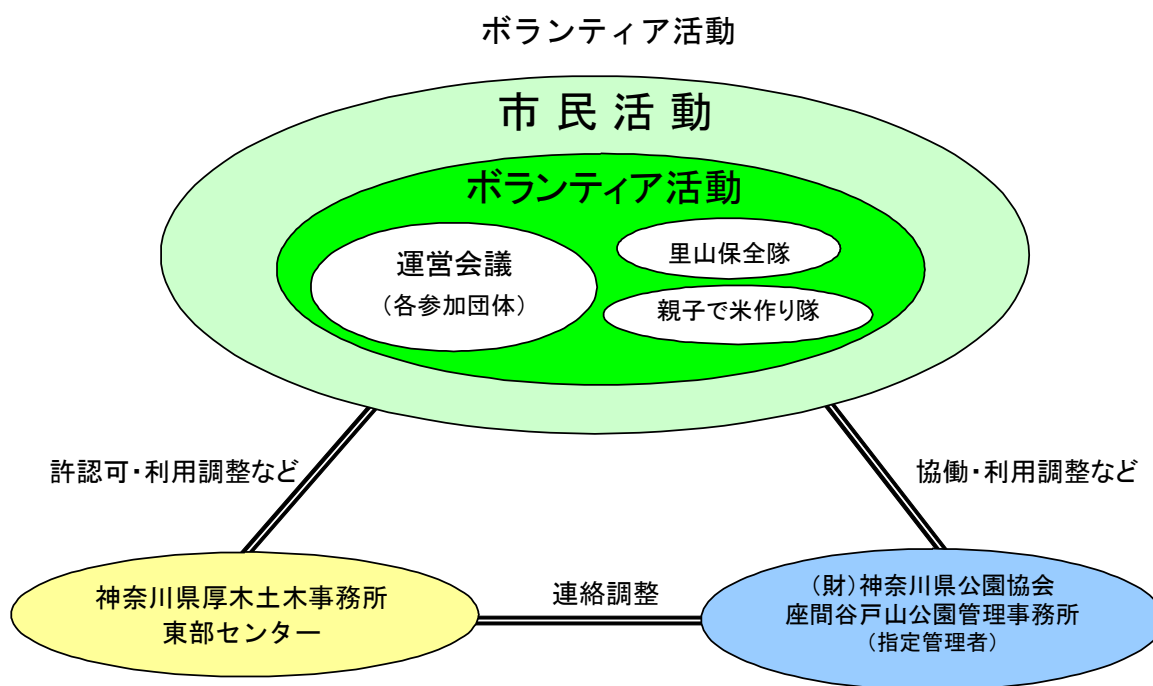 ボランティア活動
市民活動
ボランティア活動
運営会議
（各参加団体）
里山保全隊
親子で米作り隊
許認可・利用調整など
協働・利用調整など
神奈川県厚木土木事務所
東部センター
連絡調整
（財）神奈川県公園協会
座間谷戸山公園管理事務所
（指定管理者）